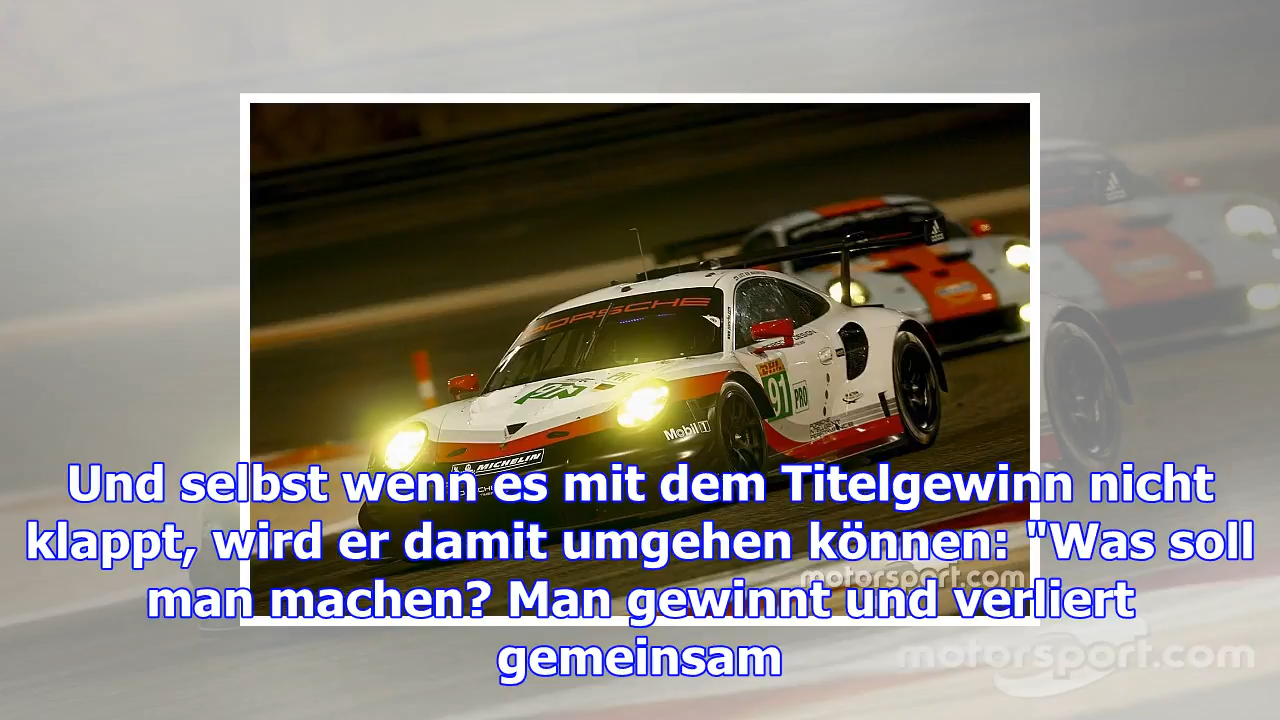 PORSCHE
DHL
91
PRO
Mobil 1
MICHELIN
Und selbst wenn es mit dem Titelgewinn nicht
klappt, wird er damit umgehen können: "Was soll
man machen? Man gewinnt und verliert
gemeinsam
motorsport.com
motorsport.com